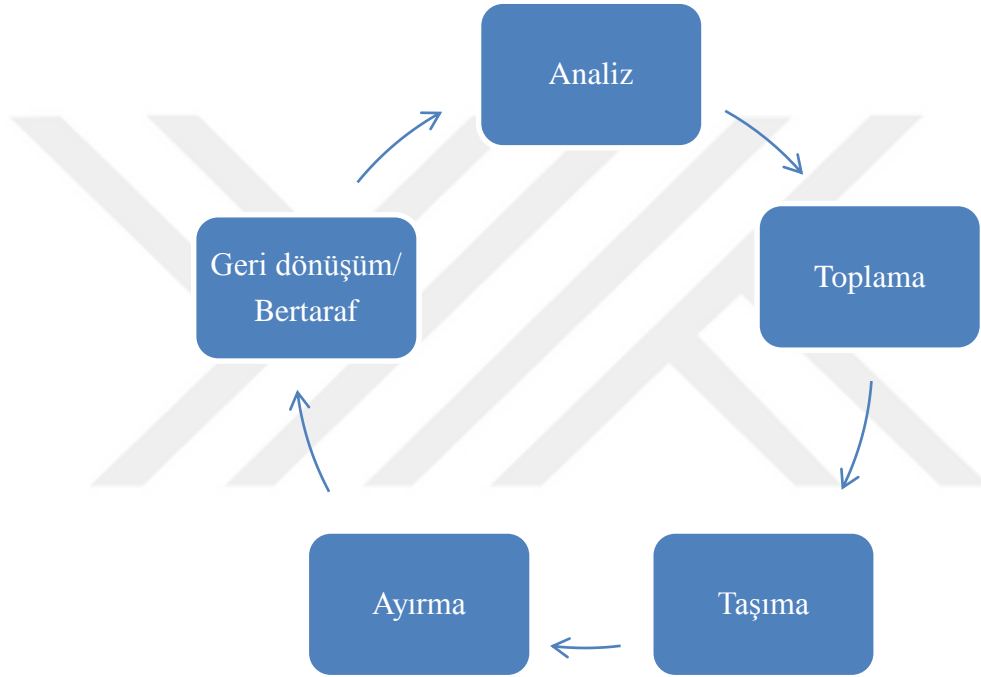 Analiz
Toplama
Taşıma
Ayırma
Geri dönüşüm/
Bertaraf